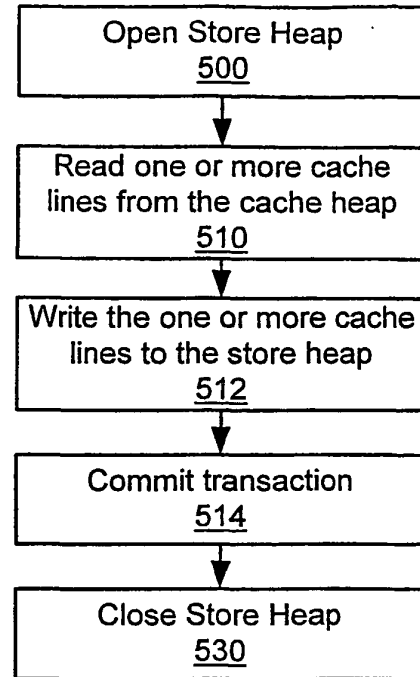 Open Store Heap
500
Read one or more cache
lines from the cache heap
510
Write the one or more cache
lines to the store heap
512
Commit transaction
514
Close Store Heap
530